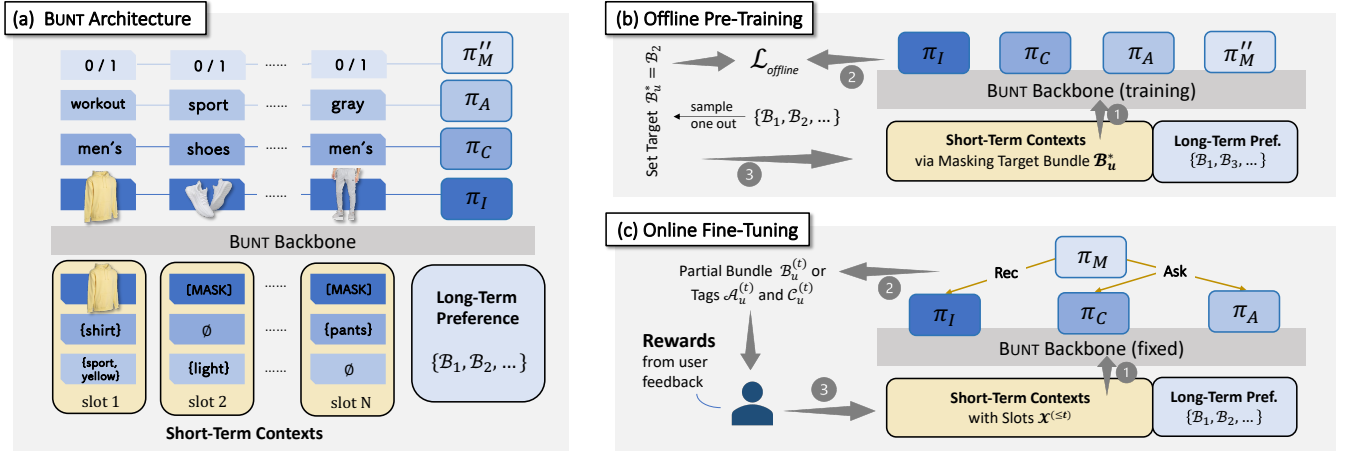 (a) BUNT Architecture
0 / 1
0 / 1
......
0 / 1
π''_M
workout
sport
......
gray
π_A
men's
shoes
......
men's
π_C
......
π_I
BUNT Backbone
[MASK]
......
[MASK]
{shirt}
∅
......
{pants}
{sport,
yellow}
{light}
......
∅
slot 1
slot 2
slot N
Long-Term
Preference
{B_1, B_2, ...}
Short-Term Contexts
(b) Offline Pre-Training
Set Target B_u^* = B_2
L_offline
2
π_I
π_C
π_A
π''_M
BUNT Backbone (training)
1
sample
one out
{B_1, B_2, ...}
3
Short-Term Contexts
via Masking Target Bundle B_u^*
Long-Term Pref.
{B_1, B_3, ...}
(c) Online Fine-Tuning
Partial Bundle B_u^(t) or
Tags A_u^(t) and C_u^(t)
2
Rec
π_M
Ask
π_I
π_C
π_A
BUNT Backbone (fixed)
1
Rewards
from user
feedback
3
Short-Term Contexts
with Slots X^(≤t)
Long-Term Pref.
{B_1, B_2, ...}